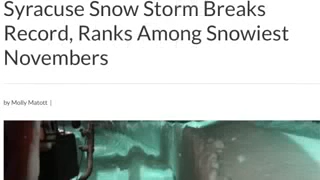 Syracuse Snow Storm Breaks
Record, Ranks Among Snowiest
Novembers
by Molly Matott |